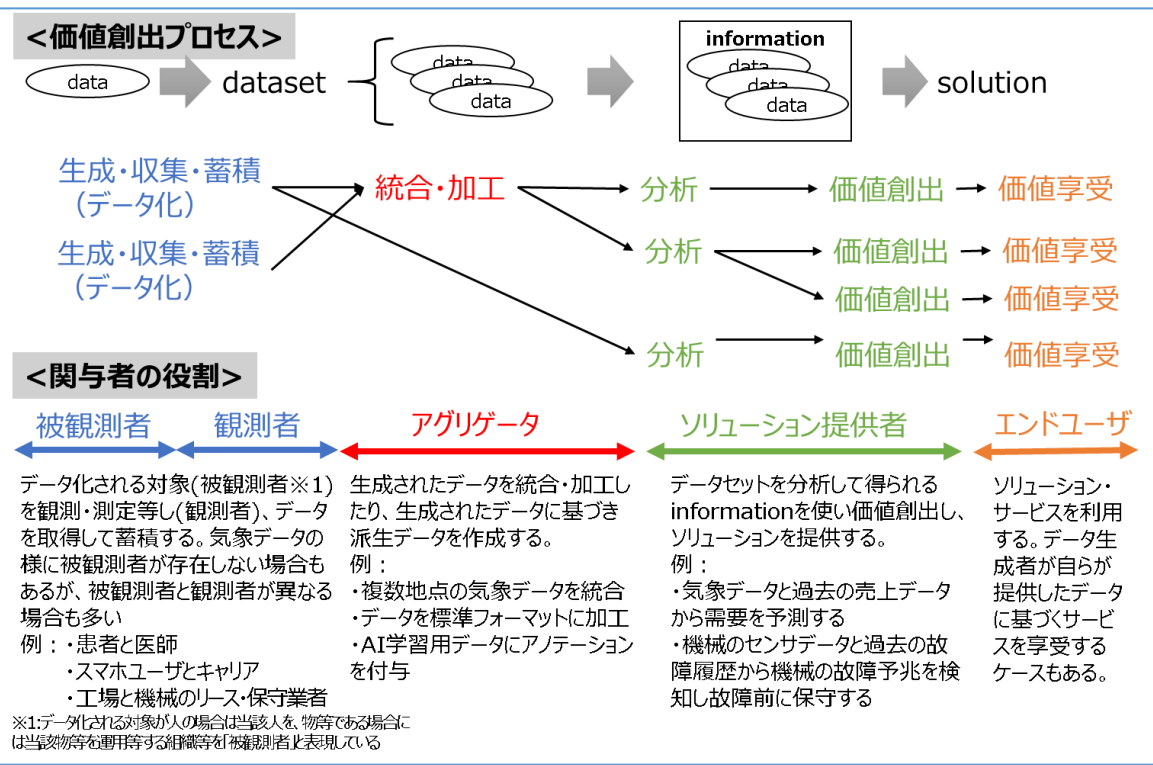 <価値創出プロセス>
data
dataset
data
data
data
information
data
data
data
solution
生成・収集・蓄積
（データ化）
統合・加工
分析
価値創出
価値享受
生成・収集・蓄積
（データ化）
分析
価値創出
価値享受
価値創出
価値享受
分析
価値創出
価値享受
<関与者の役割>
被観測者
観測者
アグリゲータ
ソリューション提供者
エンドユーザ
データ化される対象(被観測者※1)
を観測・測定等し(観測者)、データ
を取得して蓄積する。気象データの
様に被観測者が存在しない場合も
あるが、被観測者と観測者が異なる
場合も多い
例：・患者と医師
・スマホユーザとキャリア
・工場と機械のリース・保守業者
※1:データ化される対象が人の場合は当該人を、物等である場合に
は当該物等を運用等する組織等を「被観測者」と表現している
生成されたデータを統合・加工し
たり、生成されたデータに基づき
派生データを作成する。
例：
・複数地点の気象データを統合
・データを標準フォーマットに加工
・AI学習用データにアノテーション
を付与
データセットを分析して得られる
informationを使い価値創出し、
ソリューションを提供する。
例：
・気象データと過去の売上データ
から需要を予測する
・機械のセンサデータと過去の故
障履歴から機械の故障予兆を検
知し故障前に保守する
ソリューション・
サービスを利用
する。データ生
成者が自らが
提供したデータ
に基づくサービ
スを享受する
ケースもある。